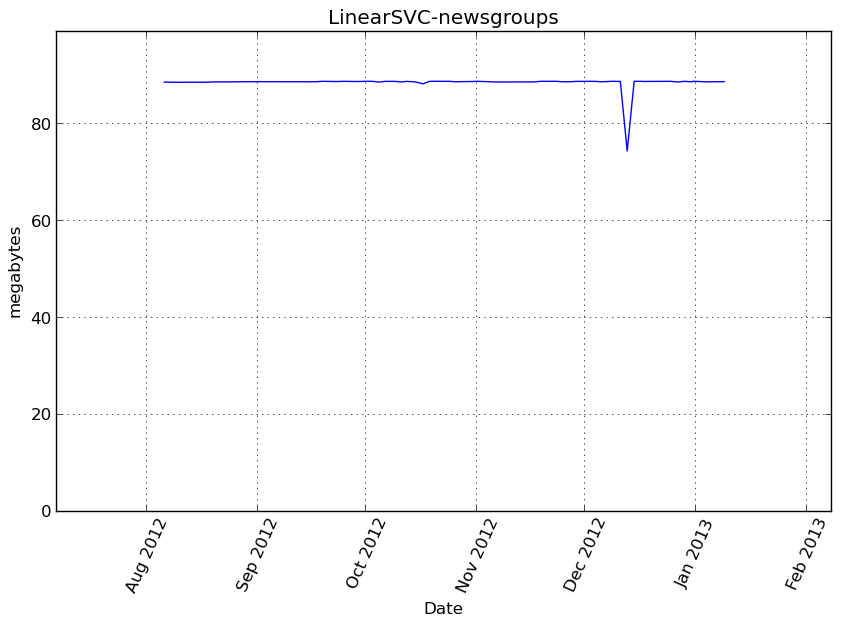 LinearSVC-newsgroups
megabytes
80
60
40
20
0
Aug 2012
Sep 2012
Oct 2012
Nov 2012
Dec 2012
Jan 2013
Feb 2013
Date